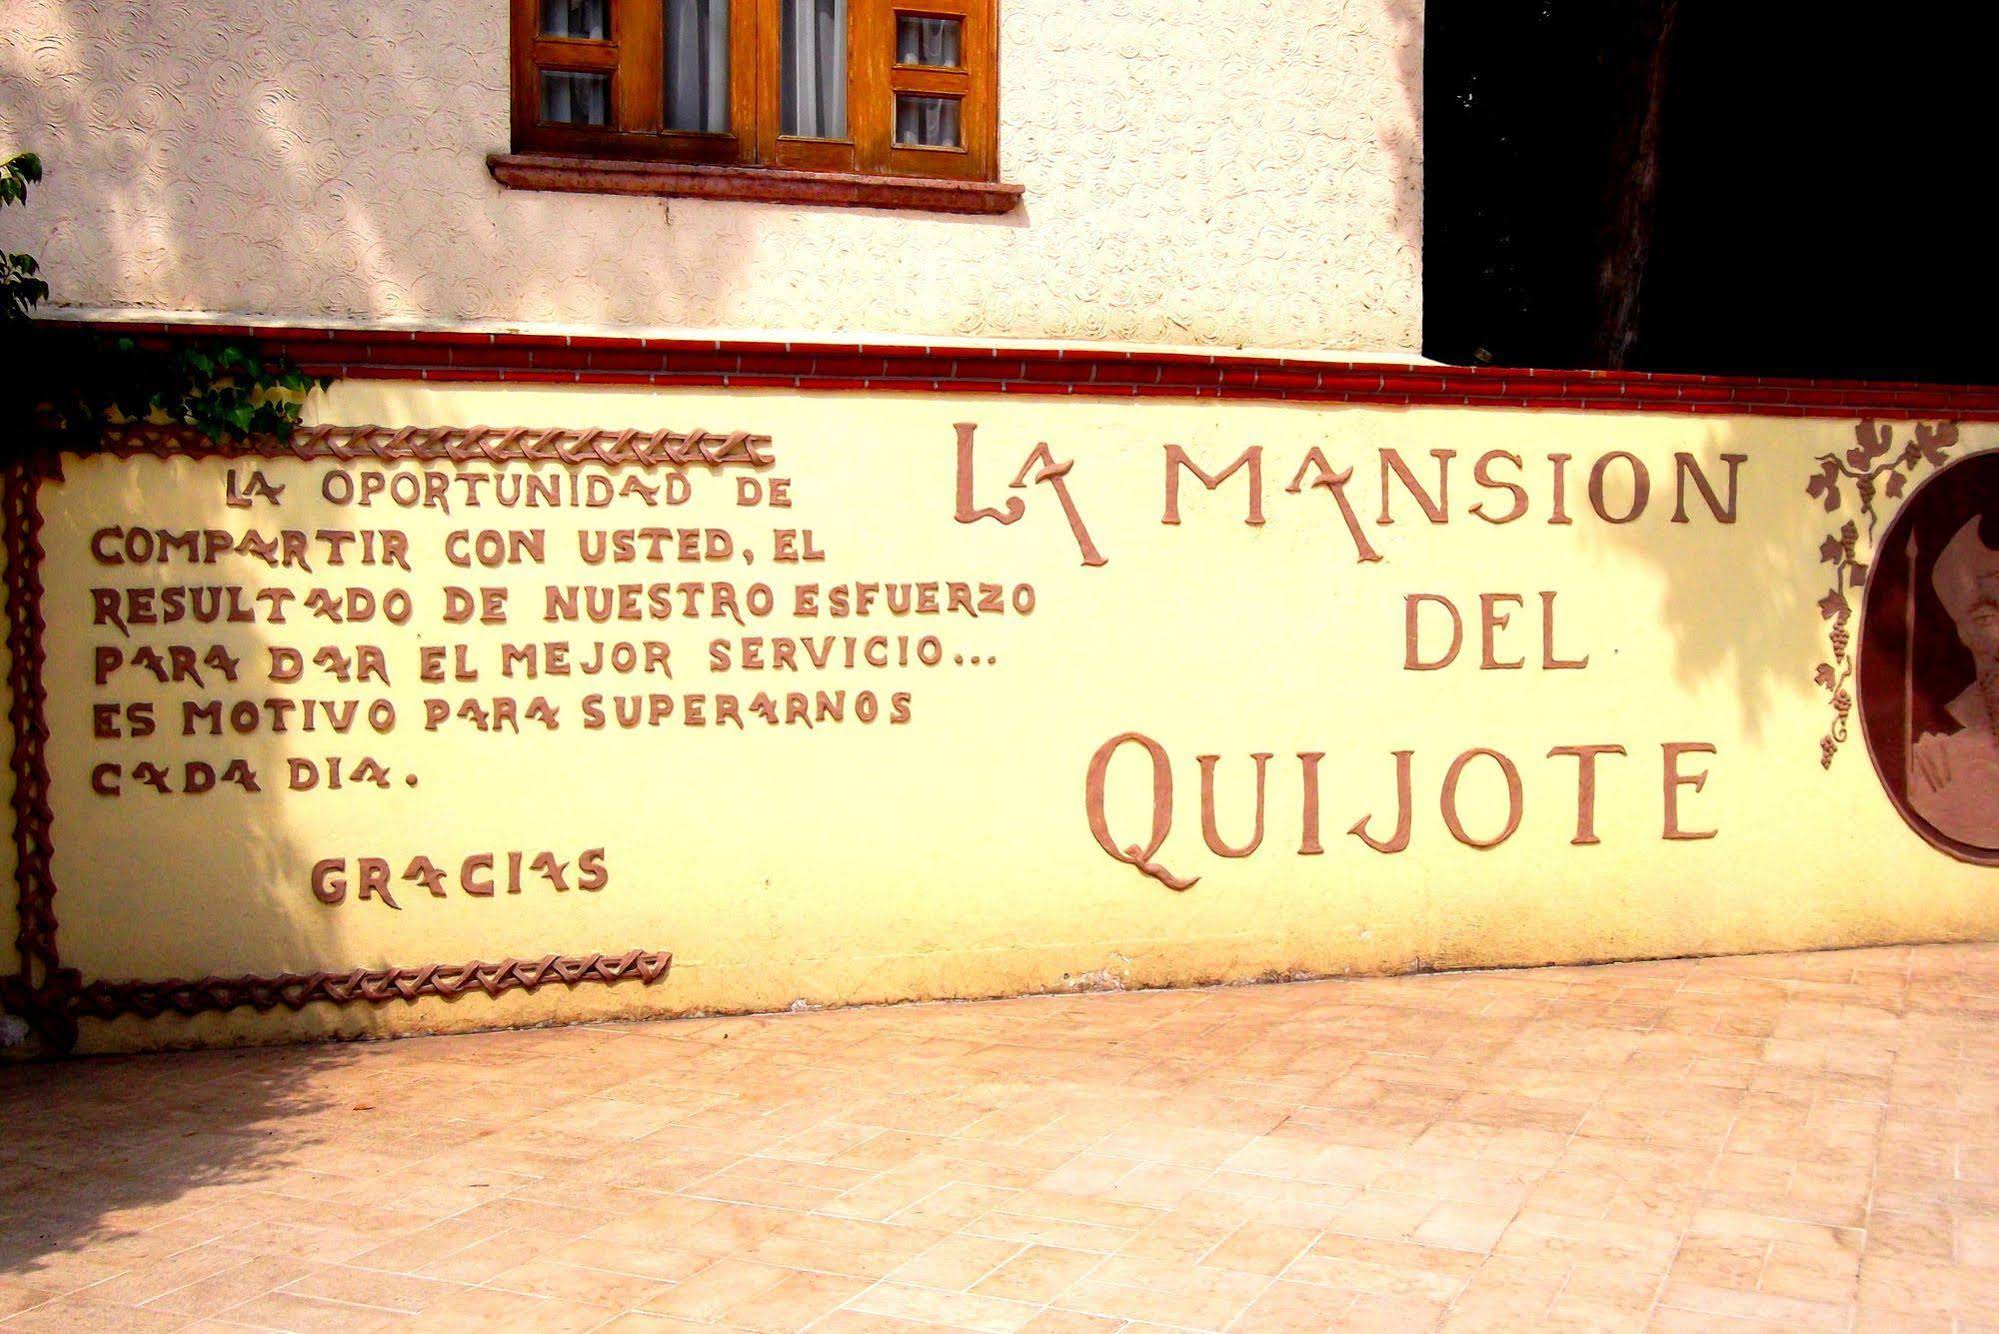 LA OPORTUNIDAD DE
COMPARTIR CON USTED, EL
RESULTADO DE NUESTRO ESFUERZO
PARA DAR EL MEJOR SERVICIO...
ES MOTIVO PARA SUPERARNOS
CADA DIA.
GRACIAS
LA MANSION
DEL
QUIJOTE